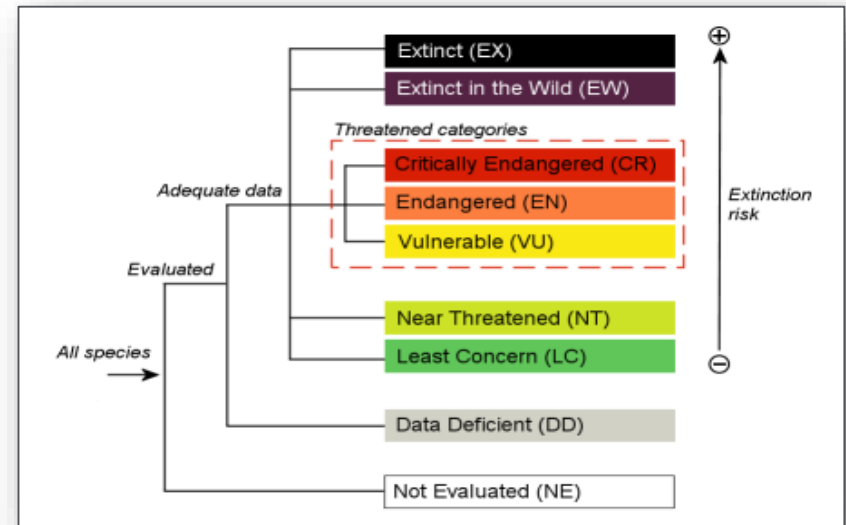 Extinct (EX)
Extinct in the Wild (EW)
Threatened categories
Critically Endangered (CR)
Adequate data
Endangered (EN)
Extinction
risk
Vulnerable (VU)
Evaluated
Near Threatened (NT)
All species
Least Concern (LC)
Data Deficient (DD)
Not Evaluated (NE)